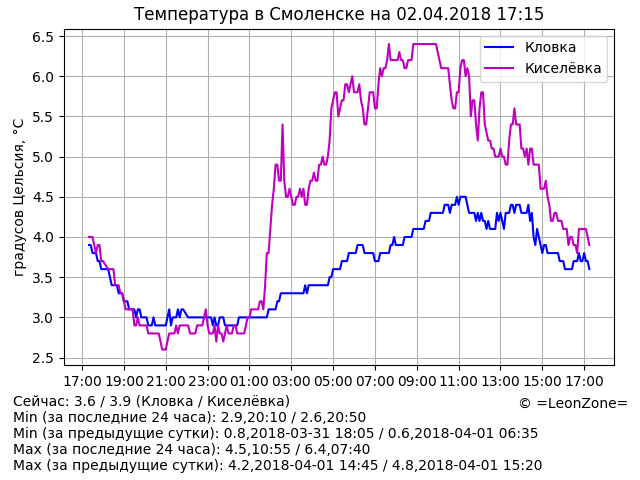 Температура в Смоленске на 02.04.2018 17:15
градусов Цельсия, °C
6.5
6.0
5.5
5.0
4.5
4.0
3.5
3.0
2.5
Кловка
Киселёвка
17:00 19:00 21:00 23:00 01:00 03:00 05:00 07:00 09:00 11:00 13:00 15:00 17:00
Сейчас: 3.6 / 3.9 (Кловка / Киселёвка)
© =LeonZone=
Min (за последние 24 часа): 2.9,20:10 / 2.6,20:50
Min (за предыдущие сутки): 0.8,2018-03-31 18:05 / 0.6,2018-04-01 06:35
Max (за последние 24 часа): 4.5,10:55 / 6.4,07:40
Max (за предыдущие сутки): 4.2,2018-04-01 14:45 / 4.8,2018-04-01 15:20